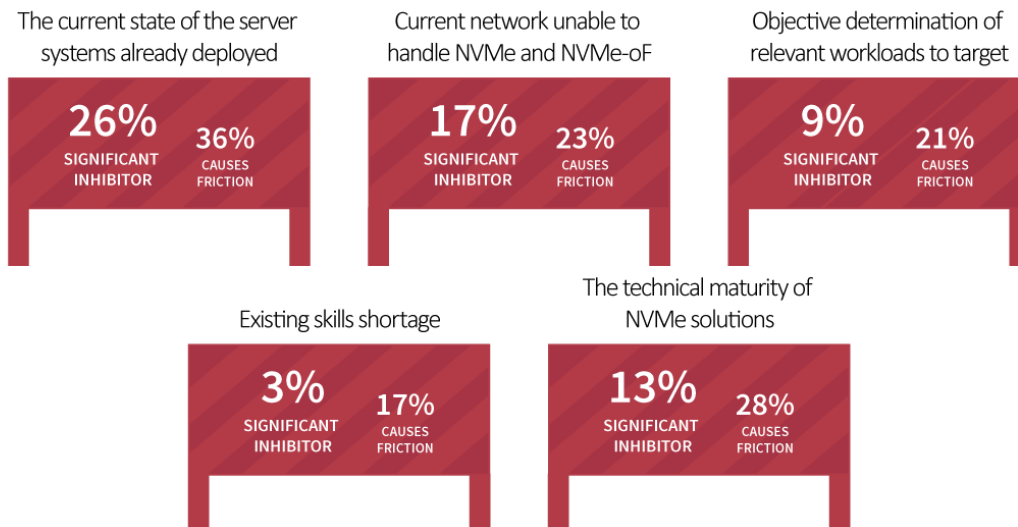 The current state of the server
systems already deployed
26%
SIGNIFICANT
INHIBITOR
36%
CAUSES
FRICTION
Current network unable to
handle NVMe and NVMe-oF
17%
SIGNIFICANT
INHIBITOR
23%
CAUSES
FRICTION
Objective determination of
relevant workloads to target
9%
SIGNIFICANT
INHIBITOR
21%
CAUSES
FRICTION
Existing skills shortage
3%
SIGNIFICANT
INHIBITOR
17%
CAUSES
FRICTION
The technical maturity of
NVMe solutions
13%
SIGNIFICANT
INHIBITOR
28%
CAUSES
FRICTION